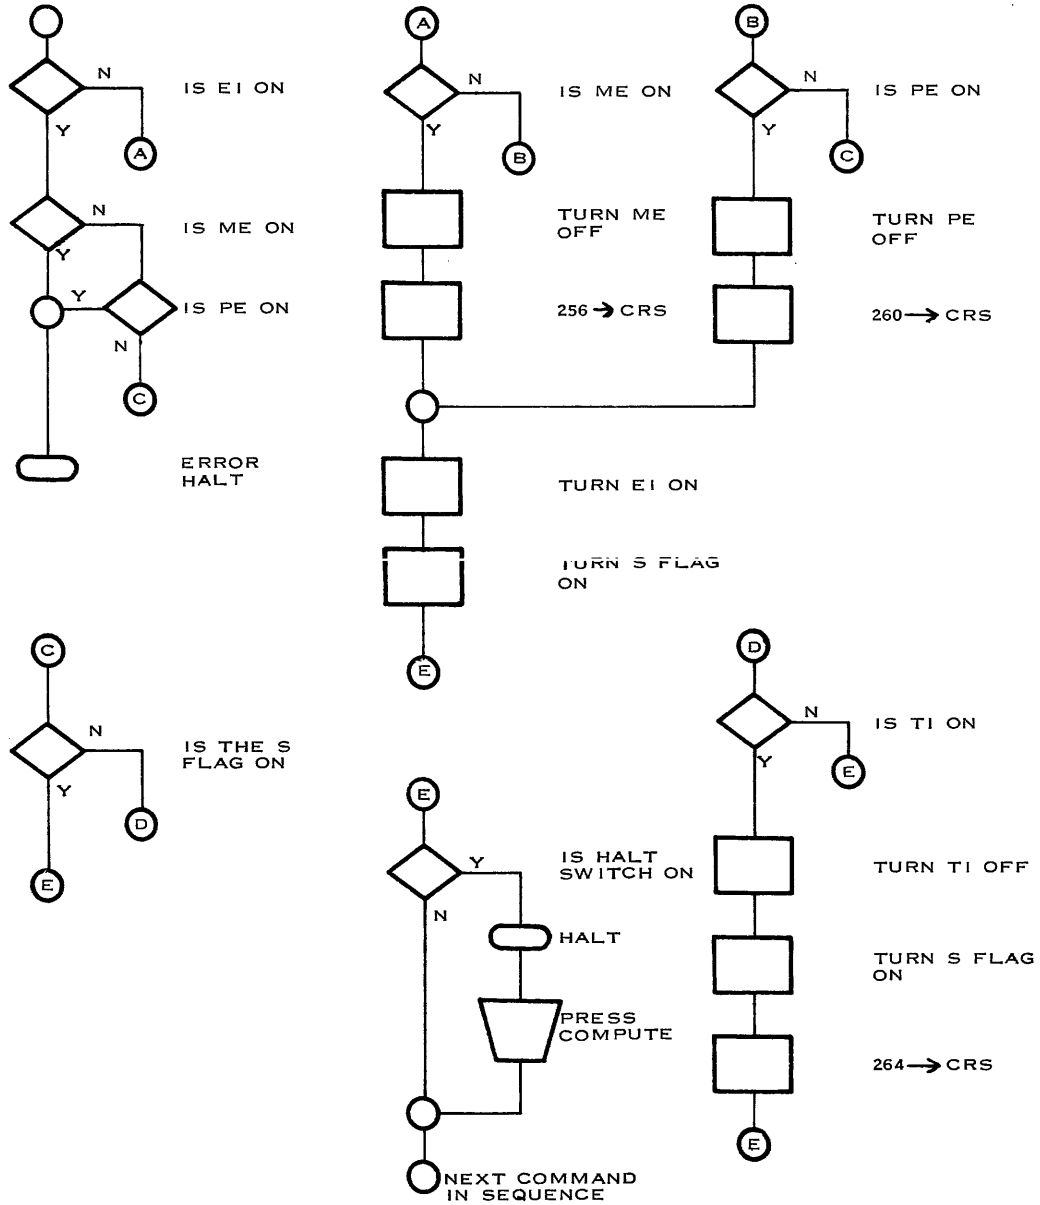 N
IS EI ON
Y
A
N
IS ME ON
Y
Y
IS PE ON
N
C
ERROR
HALT
A
N
IS ME ON
Y
B
TURN ME
OFF
256 → CRS
TURN EI ON
TURN S FLAG
ON
E
B
N
IS PE ON
Y
C
TURN PE
OFF
260 → CRS
C
N
IS THE S
FLAG ON
Y
D
E
E
Y
IS HALT
SWITCH ON
N
HALT
PRESS
COMPUTE
NEXT COMMAND
IN SEQUENCE
D
N
IS TI ON
Y
E
TURN TI OFF
TURN S FLAG
ON
264 → CRS
E